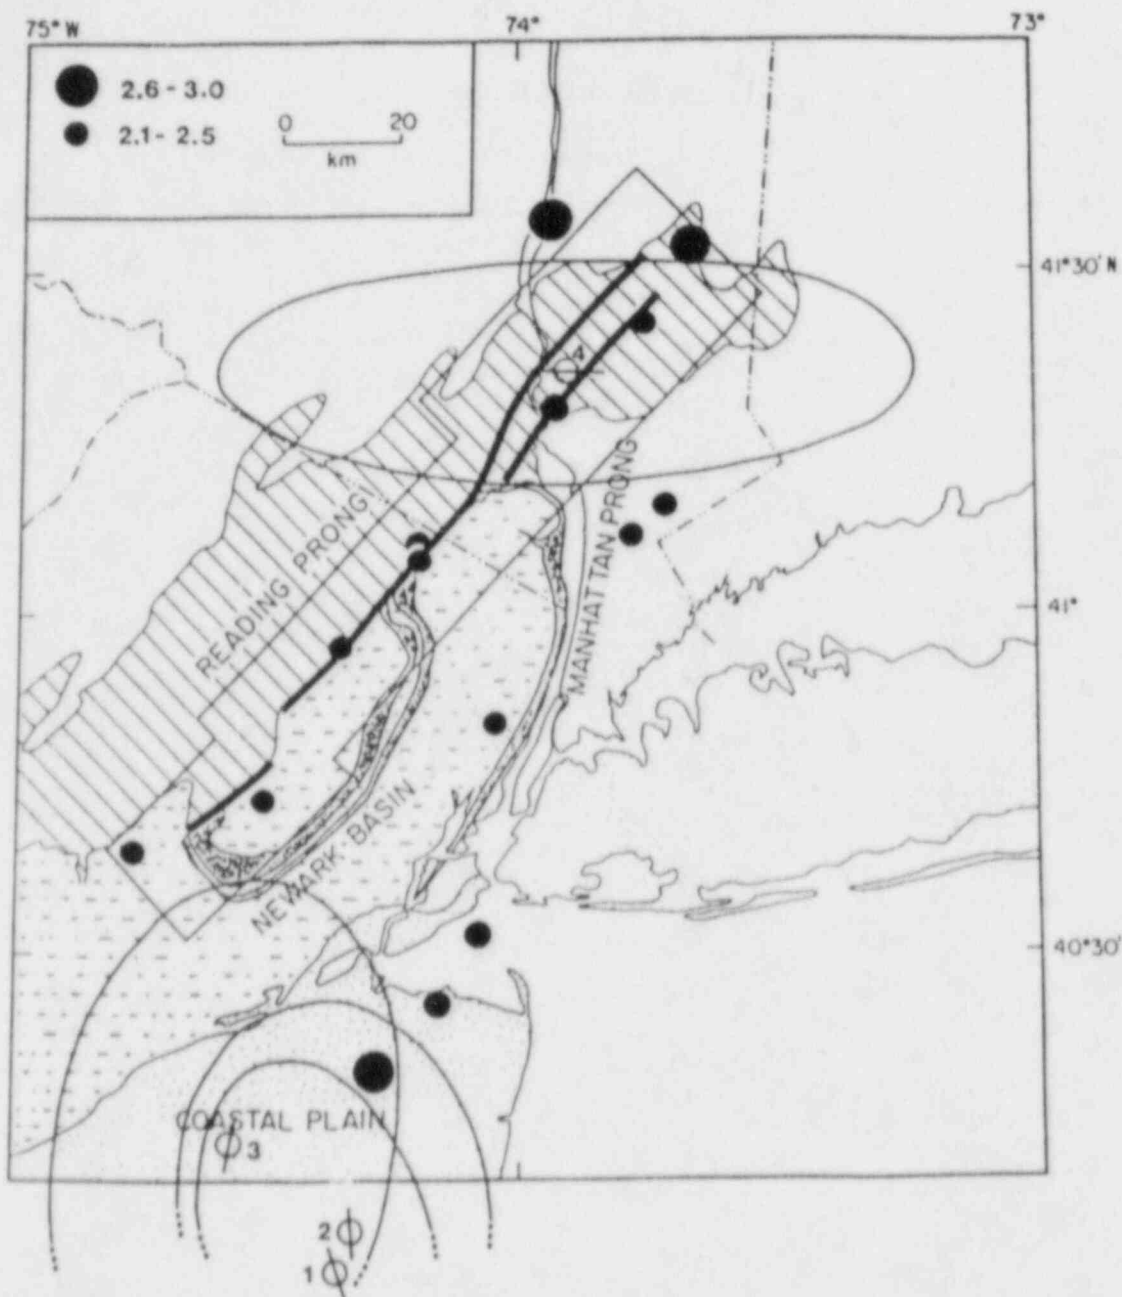 75° W 74° 73°
2.6 - 3.0
2.1 - 2.5
0 20
km
41°30' N
4
READING PRONG
MANHATTAN PRONG
41°
NEWARK BASIN
40°30'
COASTAL PLAIN
3
2
1